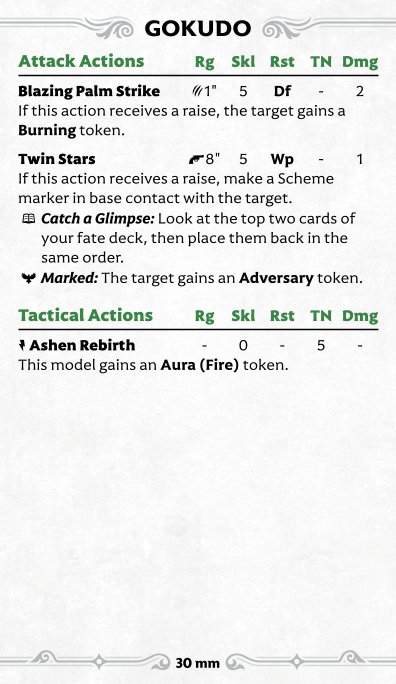 GOKUDO
Attack Actions Rg Skl Rst TN Dmg
Blazing Palm Strike 1" 5 Df - 2
If this action receives a raise, the target gains a
Burning token.
Twin Stars 8" 5 Wp - 1
If this action receives a raise, make a Scheme
marker in base contact with the target.
Catch a Glimpse: Look at the top two cards of
your fate deck, then place them back in the
same order.
Marked: The target gains an Adversary token.
Tactical Actions Rg Skl Rst TN Dmg
Ashen Rebirth - 0 - 5 -
This model gains an Aura (Fire) token.
30 mm